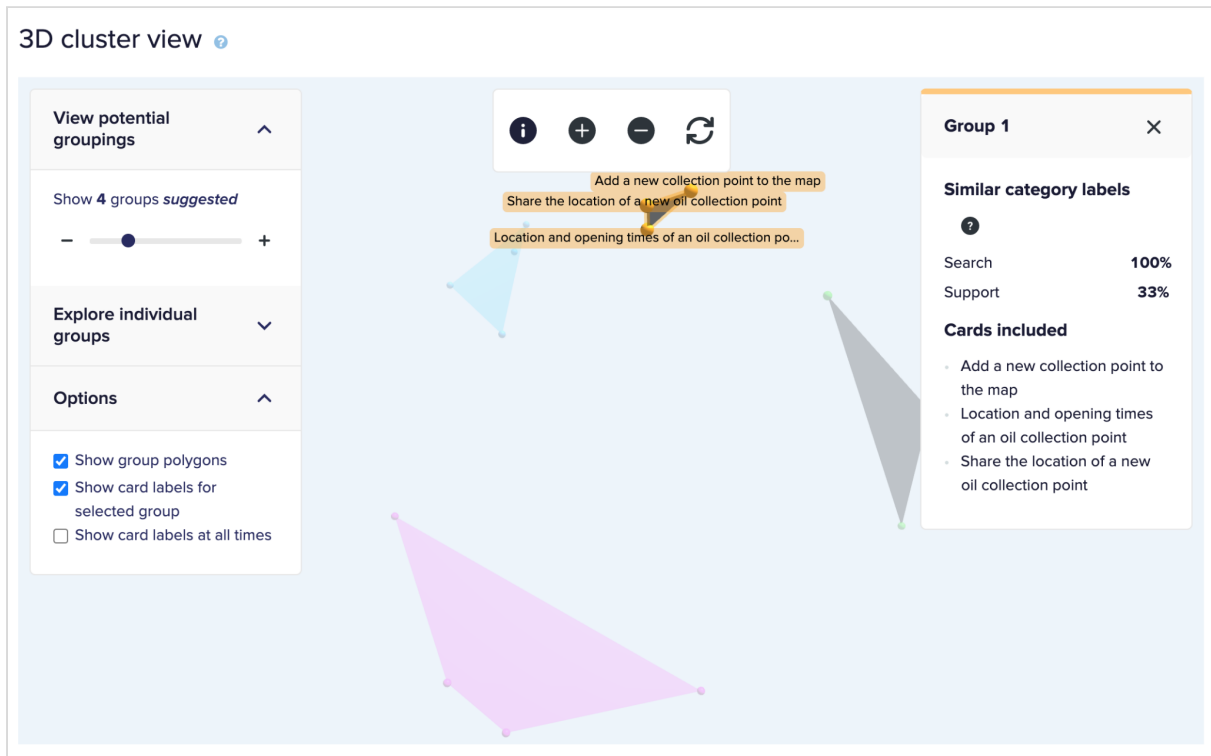 3D cluster view ?
View potential
groupings
Show 4 groups suggested
− +
Explore individual
groups
Options
Show group polygons
Show card labels for
selected group
Show card labels at all times
i + −
Add a new collection point to the map
Share the location of a new oil collection point
Location and opening times of an oil collection po...
Group 1 ×
Similar category labels
?
Search 100%
Support 33%
Cards included
Add a new collection point to
the map
Location and opening times
of an oil collection point
Share the location of a new
oil collection point